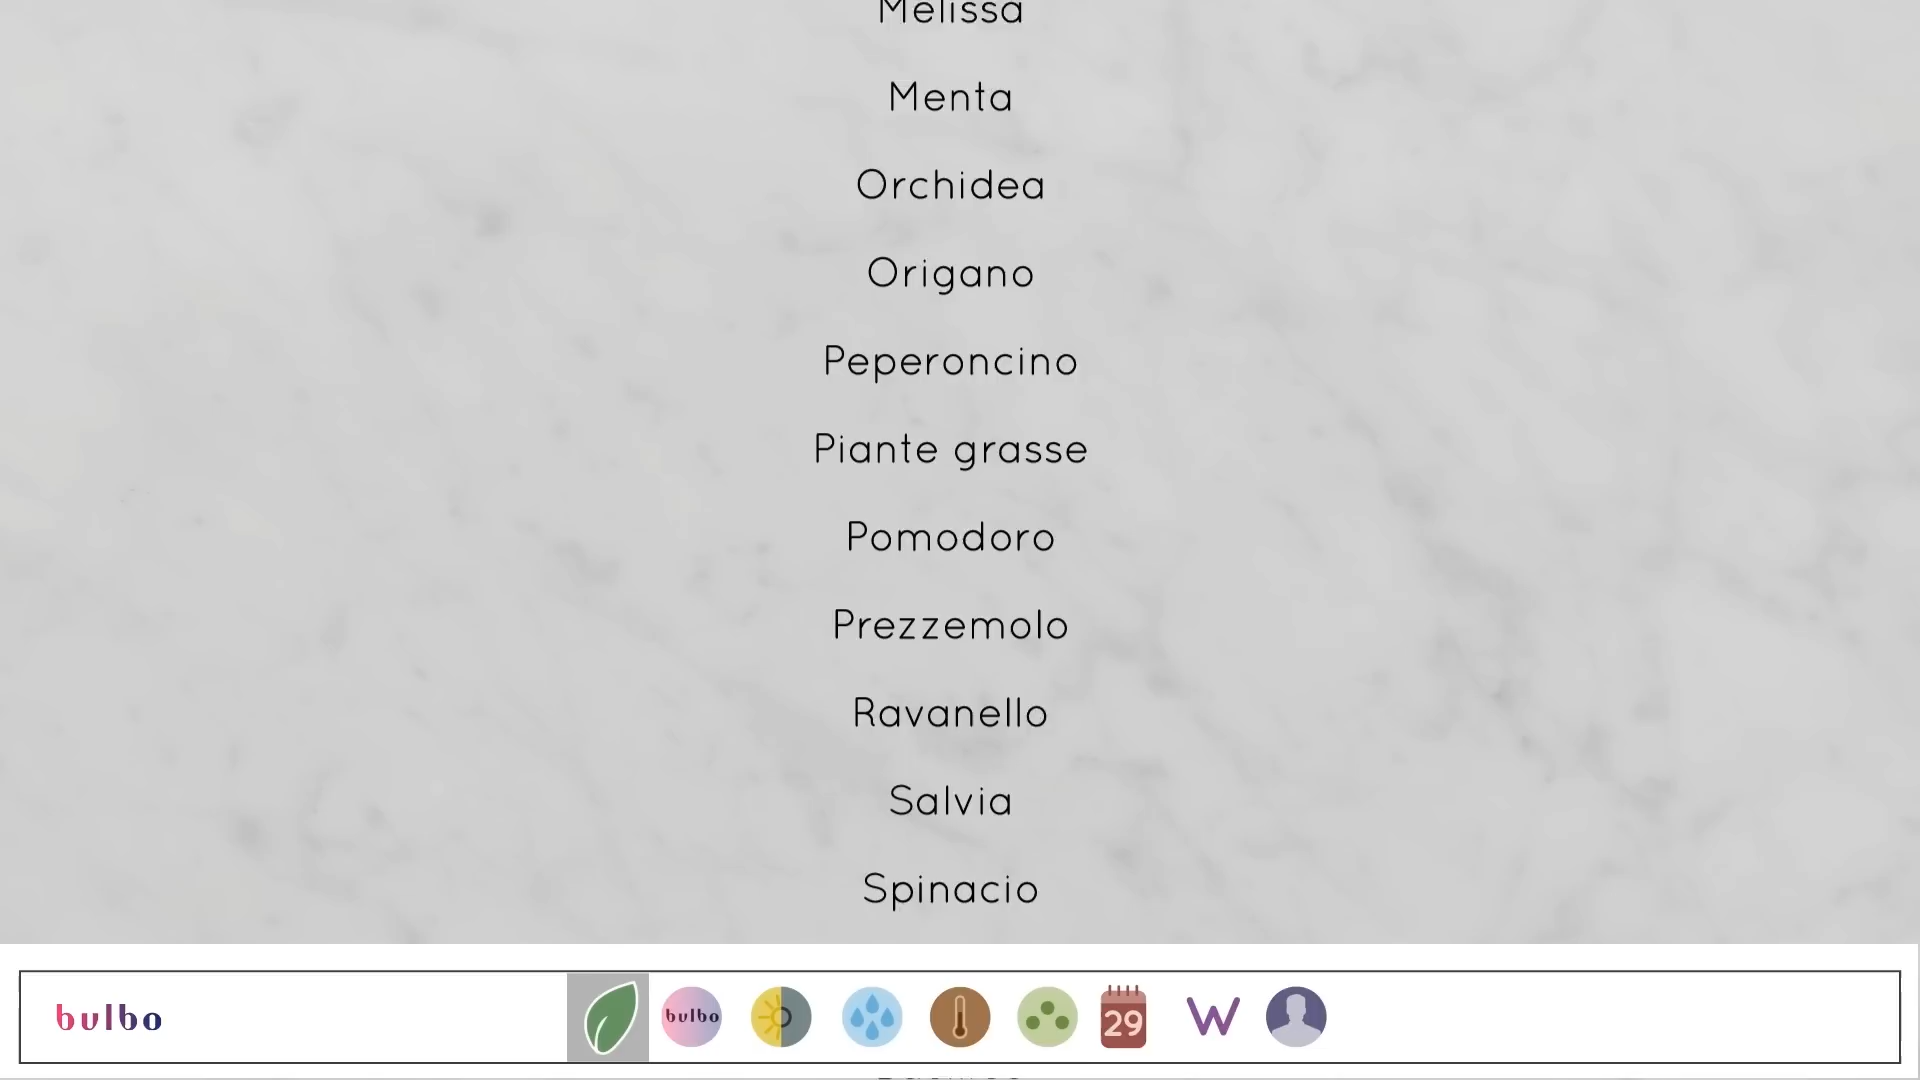 Melissa
Menta
Orchidea
Origano
Peperoncino
Piante grasse
Pomodoro
Prezzemolo
Ravanello
Salvia
Spinacio
bulbo
bulbo
29
W